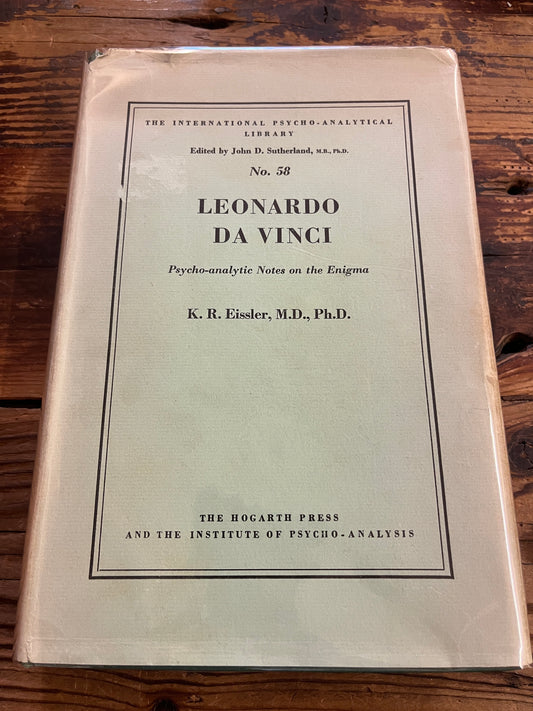 THE INTERNATIONAL PSYCHO-ANALYTICAL
LIBRARY
Edited by John D. Sutherland, M.B., Ph.D.
No. 58
LEONARDO
DA VINCI
Psycho-analytic Notes on the Enigma
K. R. Eissler, M.D., Ph.D.
THE HOGARTH PRESS
AND THE INSTITUTE OF PSYCHO-ANALYSIS